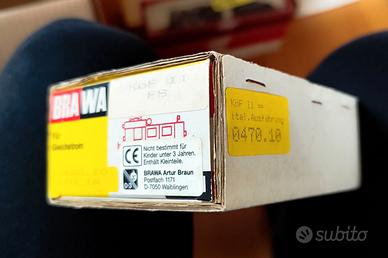 BRAWA
Für
Gleichstrom
KöF II
FS
CE
Nicht bestimmt für
Kinder unter 3 Jahren.
Enthält Kleinteile.
BRAWA Artur Braun
Postfach 1171
D-7050 Waiblingen
KöF II =
ital.Ausführung
0470.10
subito